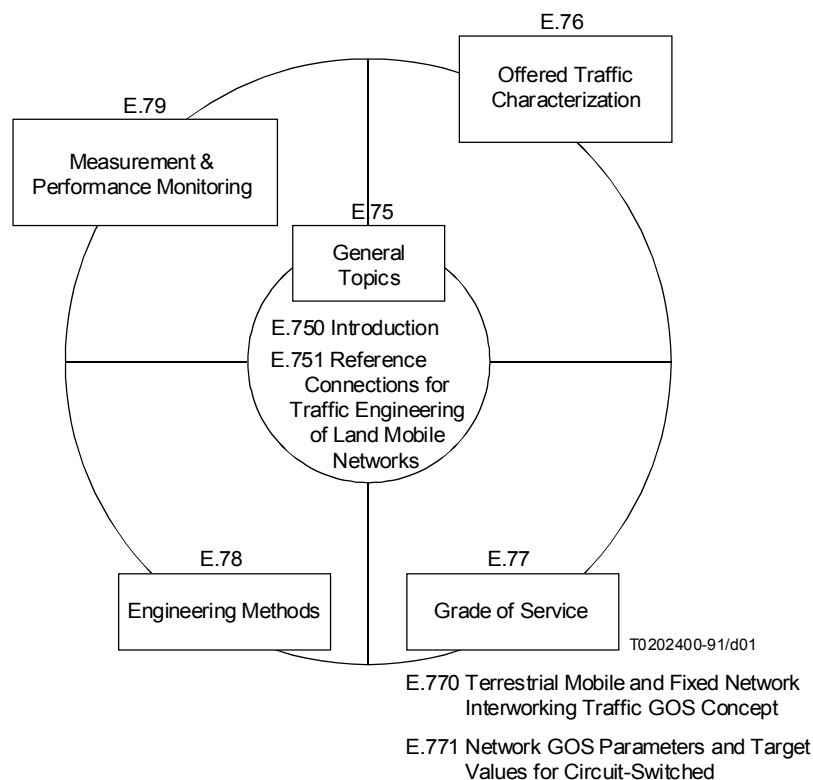 E.76
Offered Traffic
Characterization
E.79
Measurement &
Performance Monitoring
E.75
General
Topics
E.750 Introduction
E.751 Reference
Connections for
Traffic Engineering
of Land Mobile
Networks
E.78
Engineering Methods
E.77
Grade of Service
T0202400-91/d01
E.770 Terrestrial Mobile and Fixed Network
Interworking Traffic GOS Concept
E.771 Network GOS Parameters and Target
Values for Circuit-Switched